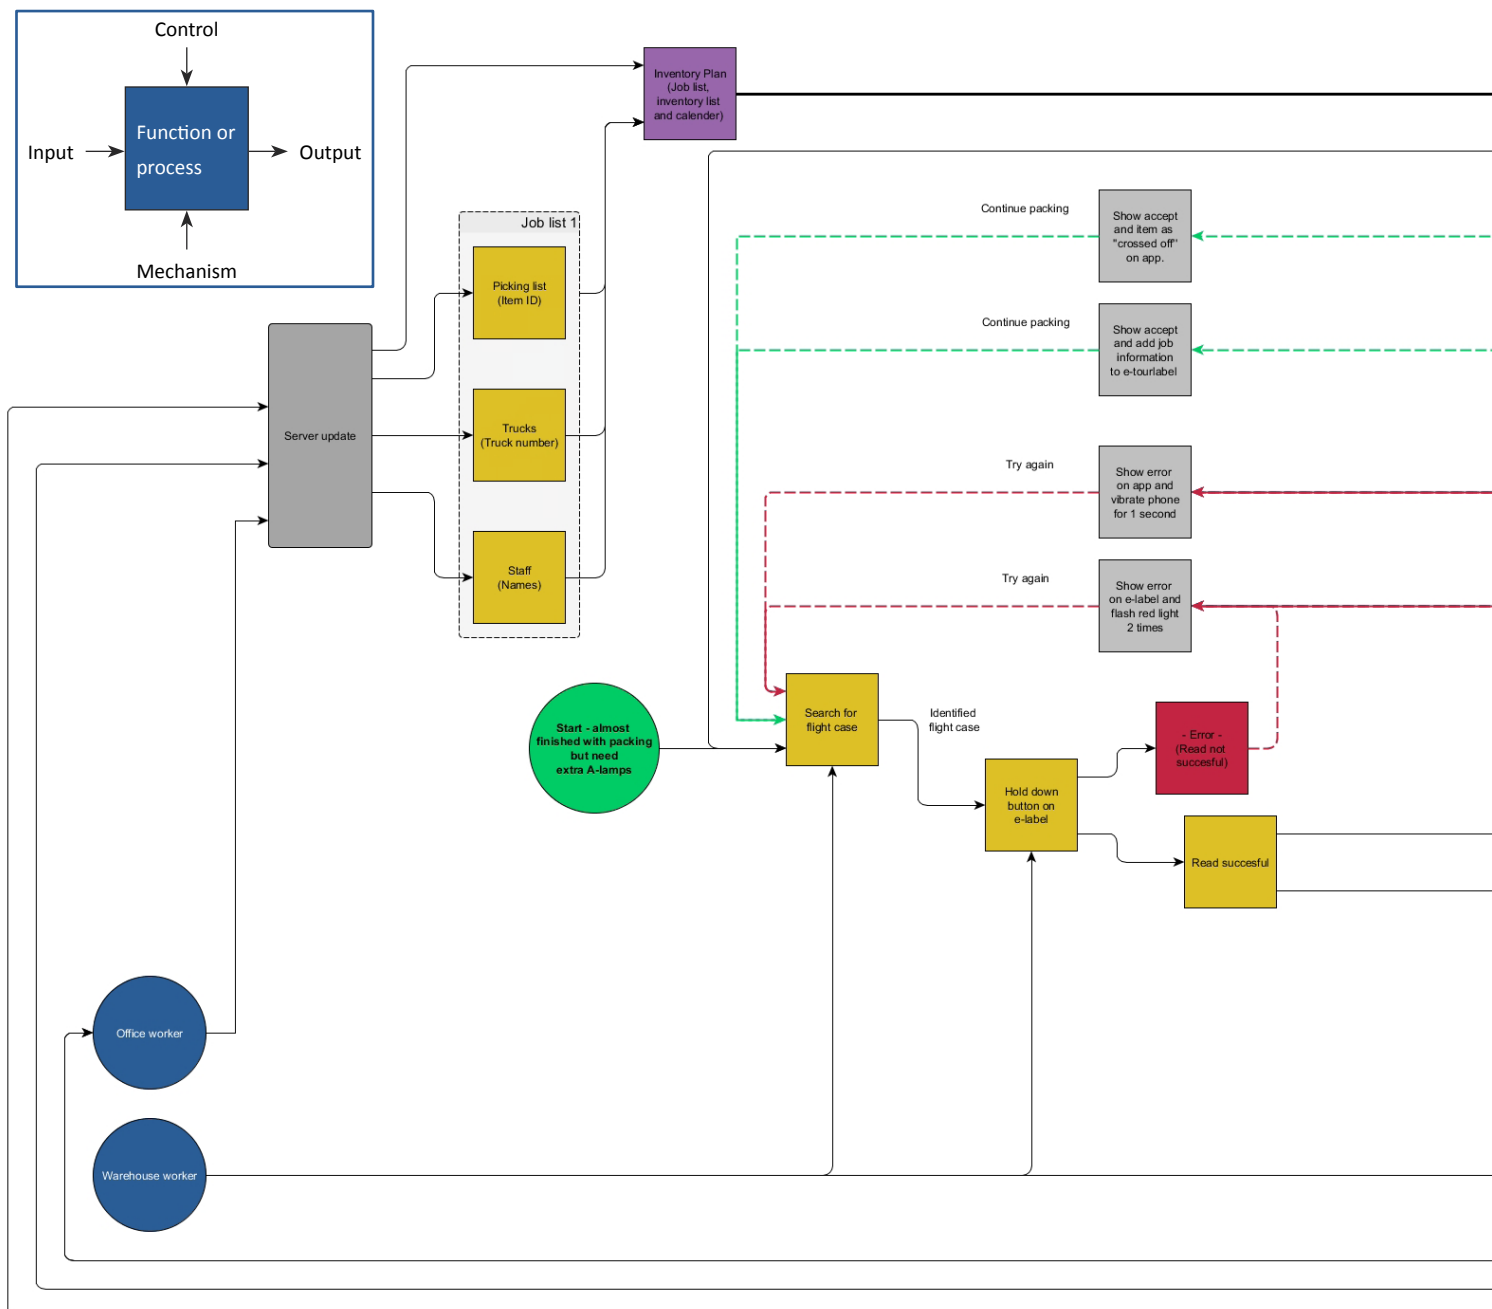 Control
Function or
process
Input
Output
Mechanism
Inventory Plan
(Job list,
inventory list
and calender)
Job list 1
Picking list
(Item ID)
Trucks
(Truck number)
Staff
(Names)
Server update
Continue packing
Show accept
and item as
"crossed off"
on app.
Continue packing
Show accept
and add job
information
to e-tourlabel
Try again
Show error
on app and
vibrate phone
for 1 second
Try again
Show error
on e-label and
flash red light
2 times
Start - almost
finished with packing
but need
extra A-lamps
Search for
flight case
Identified
flight case
- Error -
(Read not
succesful)
Hold down
button on
e-label
Read succesful
Office worker
Warehouse worker